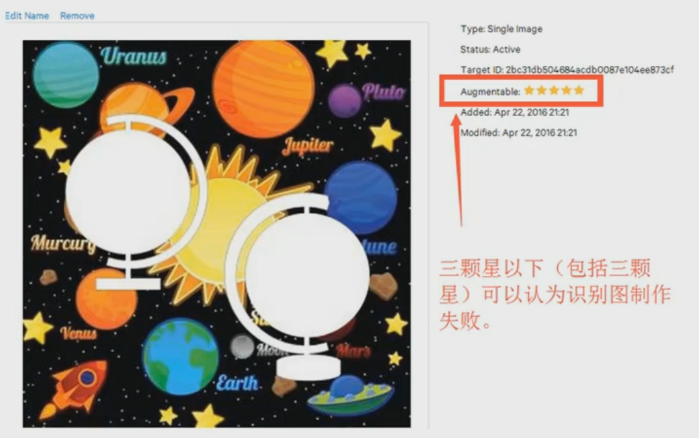 Edit Name Remove
Uranus
Pluto
Jupiter
Murcury
tune
Venus
Moon
Mars
Earth
Type: Single Image
Status: Active
Target ID: 2bc31db504684acdb0087e104ee873cf
Augmentable: ★★★★★
Added: Apr 22, 2016 21:21
Modified: Apr 22, 2016 21:21
三颗星以下（包括三颗
星）可以认为识别图制作
失败。